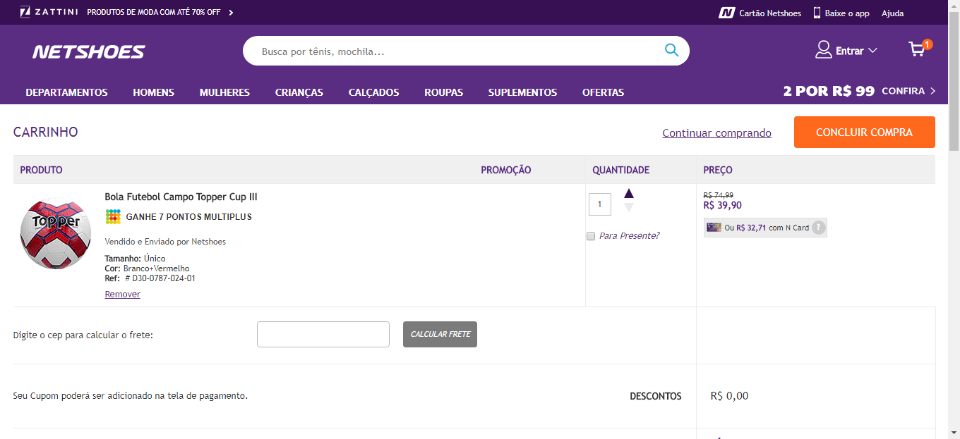 ZATTINI PRODUTOS DE MODA COM ATÉ 70% OFF
Cartão Netshoes Baixe o app Ajuda
NETSHOES
Busca por tênis, mochila...
Entrar
1
DEPARTAMENTOS HOMENS MULHERES CRIANÇAS CALÇADOS ROUPAS SUPLEMENTOS OFERTAS
2 POR R$ 99 CONFIRA
CARRINHO
Continuar comprando
CONCLUIR COMPRA
PRODUTO PROMOÇÃO QUANTIDADE PREÇO
Topper
Bola Futebol Campo Topper Cup III
GANHE 7 PONTOS MULTIPLUS
Vendido e Enviado por Netshoes
Tamanho: Único
Cor: Branco+Vermelho
Ref: # D30-0787-024-01
Remover
1
Para Presente?
R$ 74,99
R$ 39,90
Ou R$ 32,71 com N Card
Digite o cep para calcular o frete:
CALCULAR FRETE
Seu Cupom poderá ser adicionado na tela de pagamento.
DESCONTOS
R$ 0,00